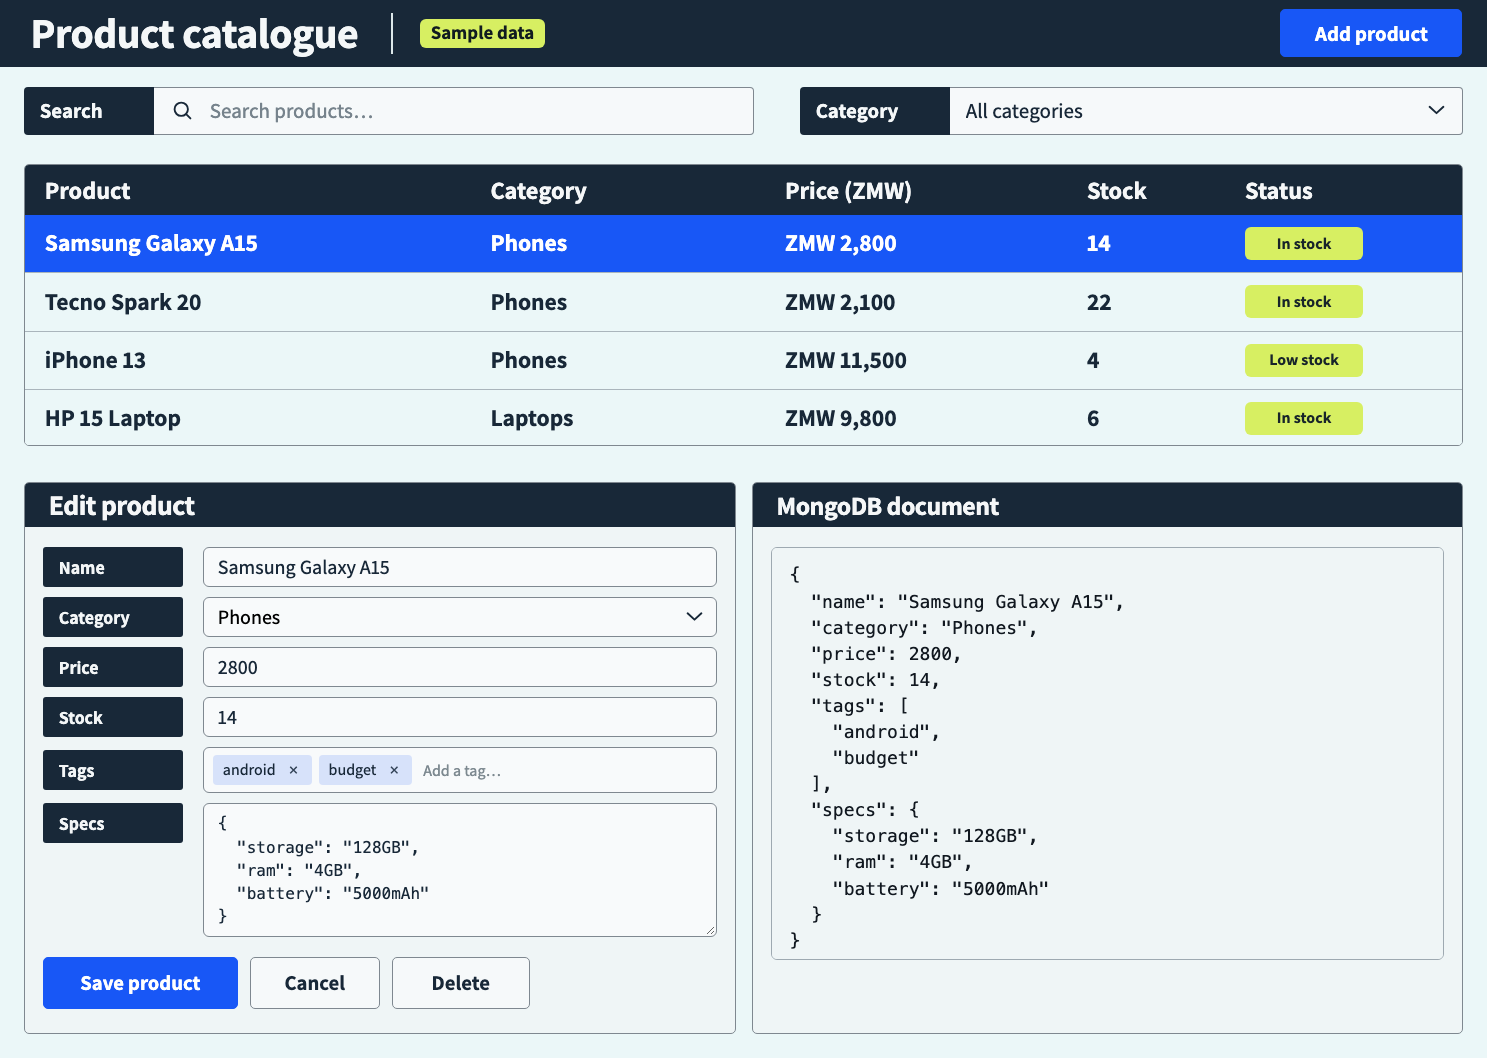 Product catalogue
Sample data
Add product
Search
Search products…
Category
All categories
Product Category Price (ZMW) Stock Status
Samsung Galaxy A15 Phones ZMW 2,800 14 In stock
Tecno Spark 20 Phones ZMW 2,100 22 In stock
iPhone 13 Phones ZMW 11,500 4 Low stock
HP 15 Laptop Laptops ZMW 9,800 6 In stock
Edit product
Name Samsung Galaxy A15
Category Phones
Price 2800
Stock 14
Tags android × budget × Add a tag…
Specs {
  "storage": "128GB",
  "ram": "4GB",
  "battery": "5000mAh"
}
Save product Cancel Delete
MongoDB document
{
  "name": "Samsung Galaxy A15",
  "category": "Phones",
  "price": 2800,
  "stock": 14,
  "tags": [
    "android",
    "budget"
  ],
  "specs": {
    "storage": "128GB",
    "ram": "4GB",
    "battery": "5000mAh"
  }
}